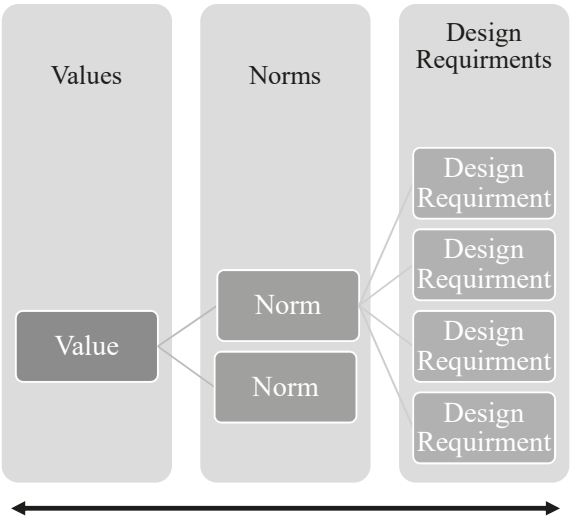 Values
Norms
Design
Requirments
Value
Norm
Norm
Design
Requirment
Design
Requirment
Design
Requirment
Design
Requirment